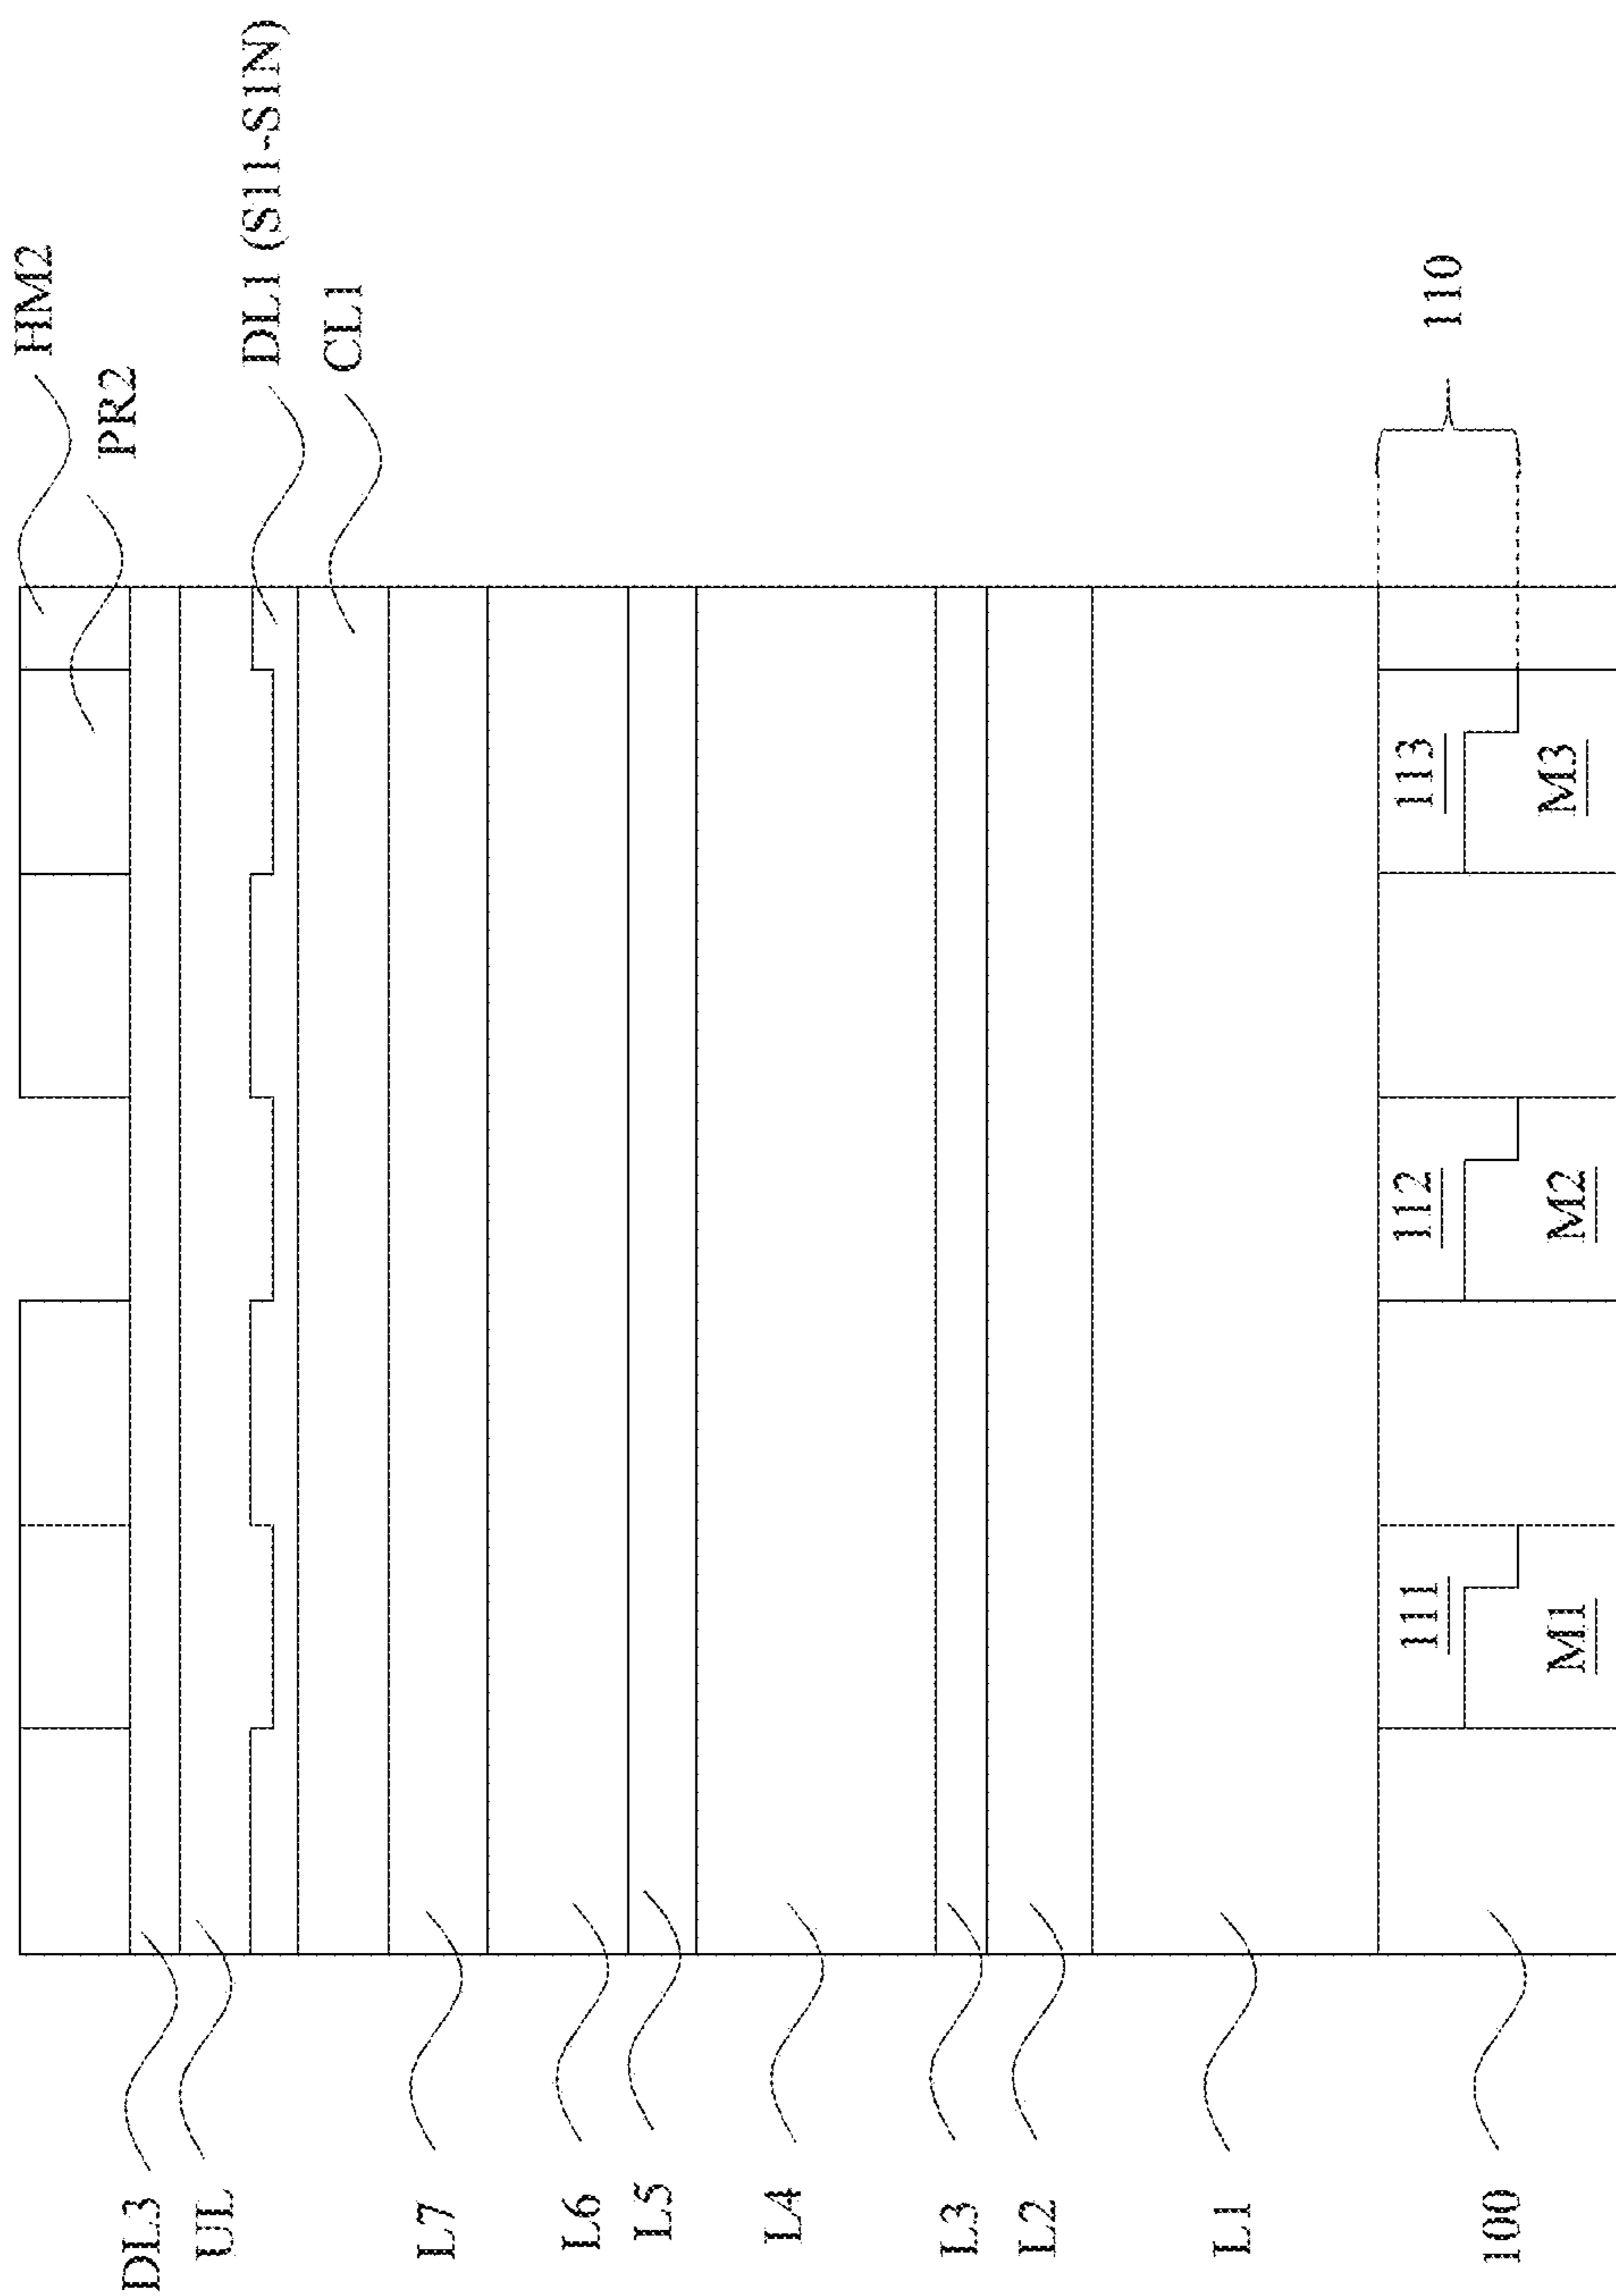 HM2
PR2
DL1 (S11-S1N)
CL1
110
113
M3
112
M2
111
M1
DL3
UL
L7
L6
L5
L4
L3
L2
L1
100